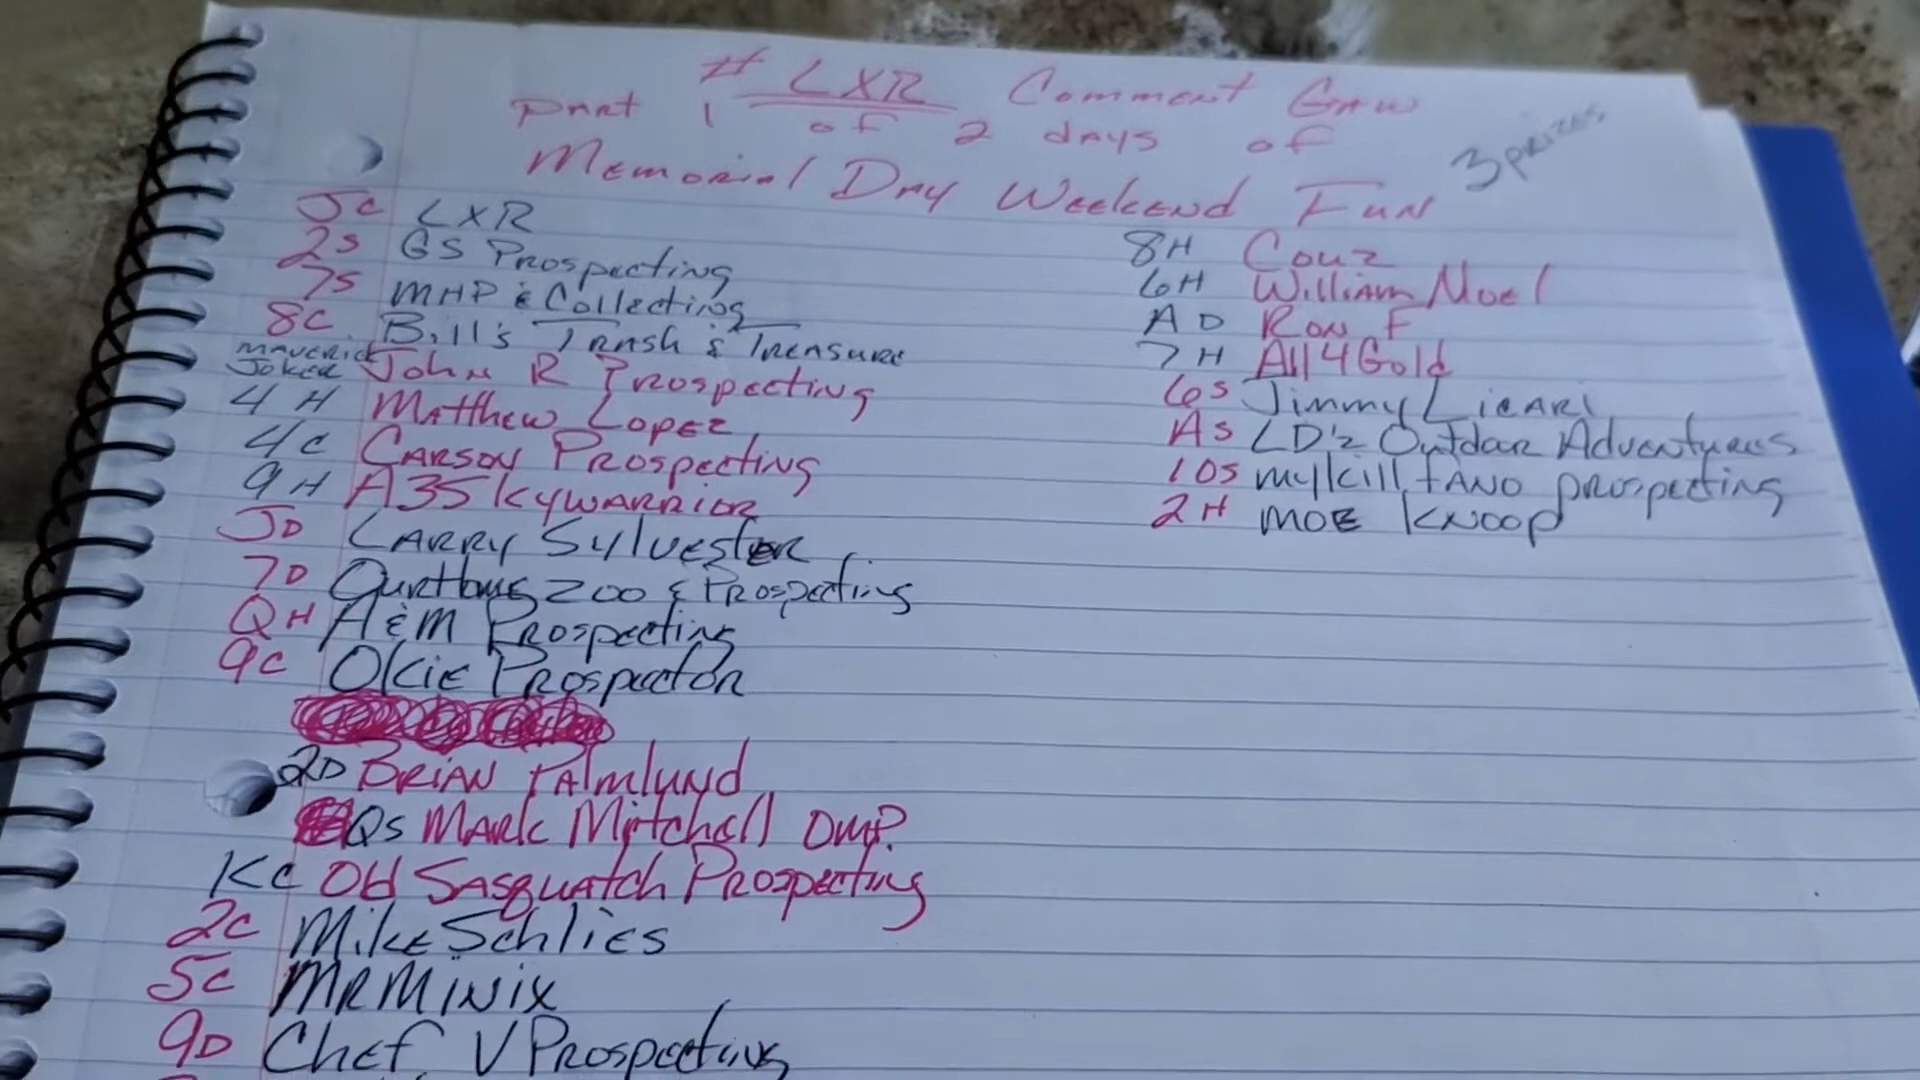 # LXR Comment GAW
part 1 of 2 days of
Memorial Day Weekend Fun
3 prizes
JC LXR
2S GS Prospecting
7S MHP & Collecting
8C Bill's Trash & Treasure
MAVERICK
JOKER John R Prospecting
4H Matthew Lopez
4C Carson Prospecting
9H A35kywarrior
JD Larry Sylvester
7D Zoo & Prospecting
QH A&M Prospecting
9C Okie Prospector
2D Brian Palmlund
QS Mark Mitchell OMP.
KC Old Sasquatch Prospecting
2C Mike Schlies
5C MRMINIX
9D Chef V Prospecting
8H Couz
6H William Noel
AD Ron F
7H All4Gold
6S Jimmy Licari
AS LD'z Outdoor Adventures
10S prospecting
2H MOE KNOOP